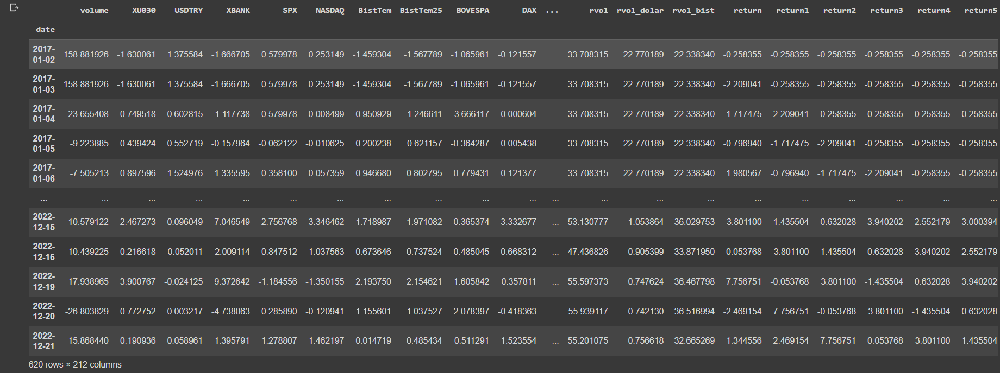 volume XU030 USDTRY XBANK SPX NASDAQ BistTem BistTem25 BOVESPA DAX ... rvol rvol_dolar rvol_bist return return1 return2 return3 return4 return5
date
2017-01-02 158.881926 -1.630061 1.375584 -1.666705 0.579978 0.253149 -1.459304 -1.567789 -1.065961 -0.121557 ... 33.708315 22.770189 22.338340 -0.258355 -0.258355 -0.258355 -0.258355 -0.258355 -0.258355
2017-01-03 158.881926 -1.630061 1.375584 -1.666705 0.579978 0.253149 -1.459304 -1.567789 -1.065961 -0.121557 ... 33.708315 22.770189 22.338340 -2.209041 -0.258355 -0.258355 -0.258355 -0.258355 -0.258355
2017-01-04 -23.655408 -0.749518 -0.602815 -1.117738 0.579978 -0.008499 -0.950929 -1.246611 3.666117 0.000604 ... 33.708315 22.770189 22.338340 -1.717475 -2.209041 -0.258355 -0.258355 -0.258355 -0.258355
2017-01-05 -9.223885 0.439424 0.552719 -0.157964 -0.062122 -0.010625 0.200238 0.621157 -0.364287 0.005438 ... 33.708315 22.770189 22.338340 -0.796940 -1.717475 -2.209041 -0.258355 -0.258355 -0.258355
2017-01-06 -7.505213 0.897596 1.524976 1.335595 0.358100 0.057359 0.946680 0.802795 0.779431 0.121377 ... 33.708315 22.770189 22.338340 1.980567 -0.796940 -1.717475 -2.209041 -0.258355 -0.258355
... ... ... ... ... ... ... ... ... ... ... ... ... ... ... ... ... ... ... ... ...
2022-12-15 -10.579122 2.467273 0.096049 7.046549 -2.756768 -3.346462 1.718987 1.971082 -0.365374 -3.332677 ... 53.130777 1.053864 36.029753 3.801100 -1.435504 0.632028 3.940202 2.552179 3.000394
2022-12-16 -10.439225 0.216618 0.052011 2.009114 -0.847512 -1.037563 0.673646 0.737524 -0.485045 -0.668312 ... 47.436826 0.905399 33.871950 -0.053768 3.801100 -1.435504 0.632028 3.940202 2.552179
2022-12-19 17.938965 3.900767 -0.024125 9.372642 -1.184556 -1.350155 2.193750 2.154621 1.605842 0.357811 ... 55.597373 0.747624 36.467798 7.756751 -0.053768 3.801100 -1.435504 0.632028 3.940202
2022-12-20 -26.803829 0.772752 0.003217 -4.738063 0.285890 -0.120941 1.155601 1.037527 2.078397 -0.418363 ... 55.939117 0.742130 36.516994 -2.469154 7.756751 -0.053768 3.801100 -1.435504 0.632028
2022-12-21 15.868440 0.190936 0.058961 -1.395791 1.278807 1.462197 0.014719 0.485434 0.511291 1.523554 ... 55.201075 0.756618 32.665269 -1.344556 -2.469154 7.756751 -0.053768 3.801100 -1.435504
620 rows × 212 columns